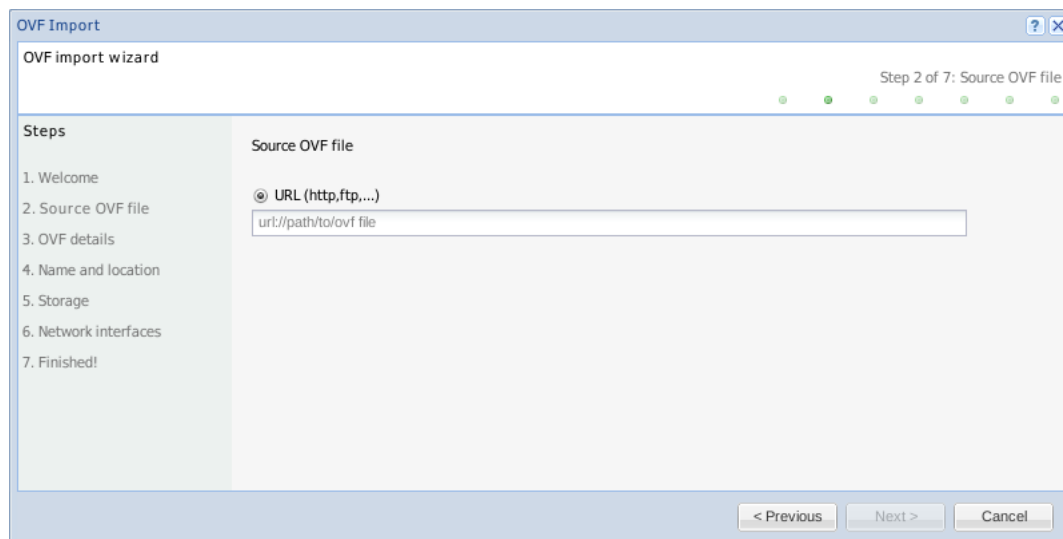 OVF Import
OVF import wizard
Step 2 of 7: Source OVF file
Steps
1. Welcome
2. Source OVF file
3. OVF details
4. Name and location
5. Storage
6. Network interfaces
7. Finished!
Source OVF file
URL (http,ftp,...)
url://path/to/ovf file
< Previous
Next >
Cancel